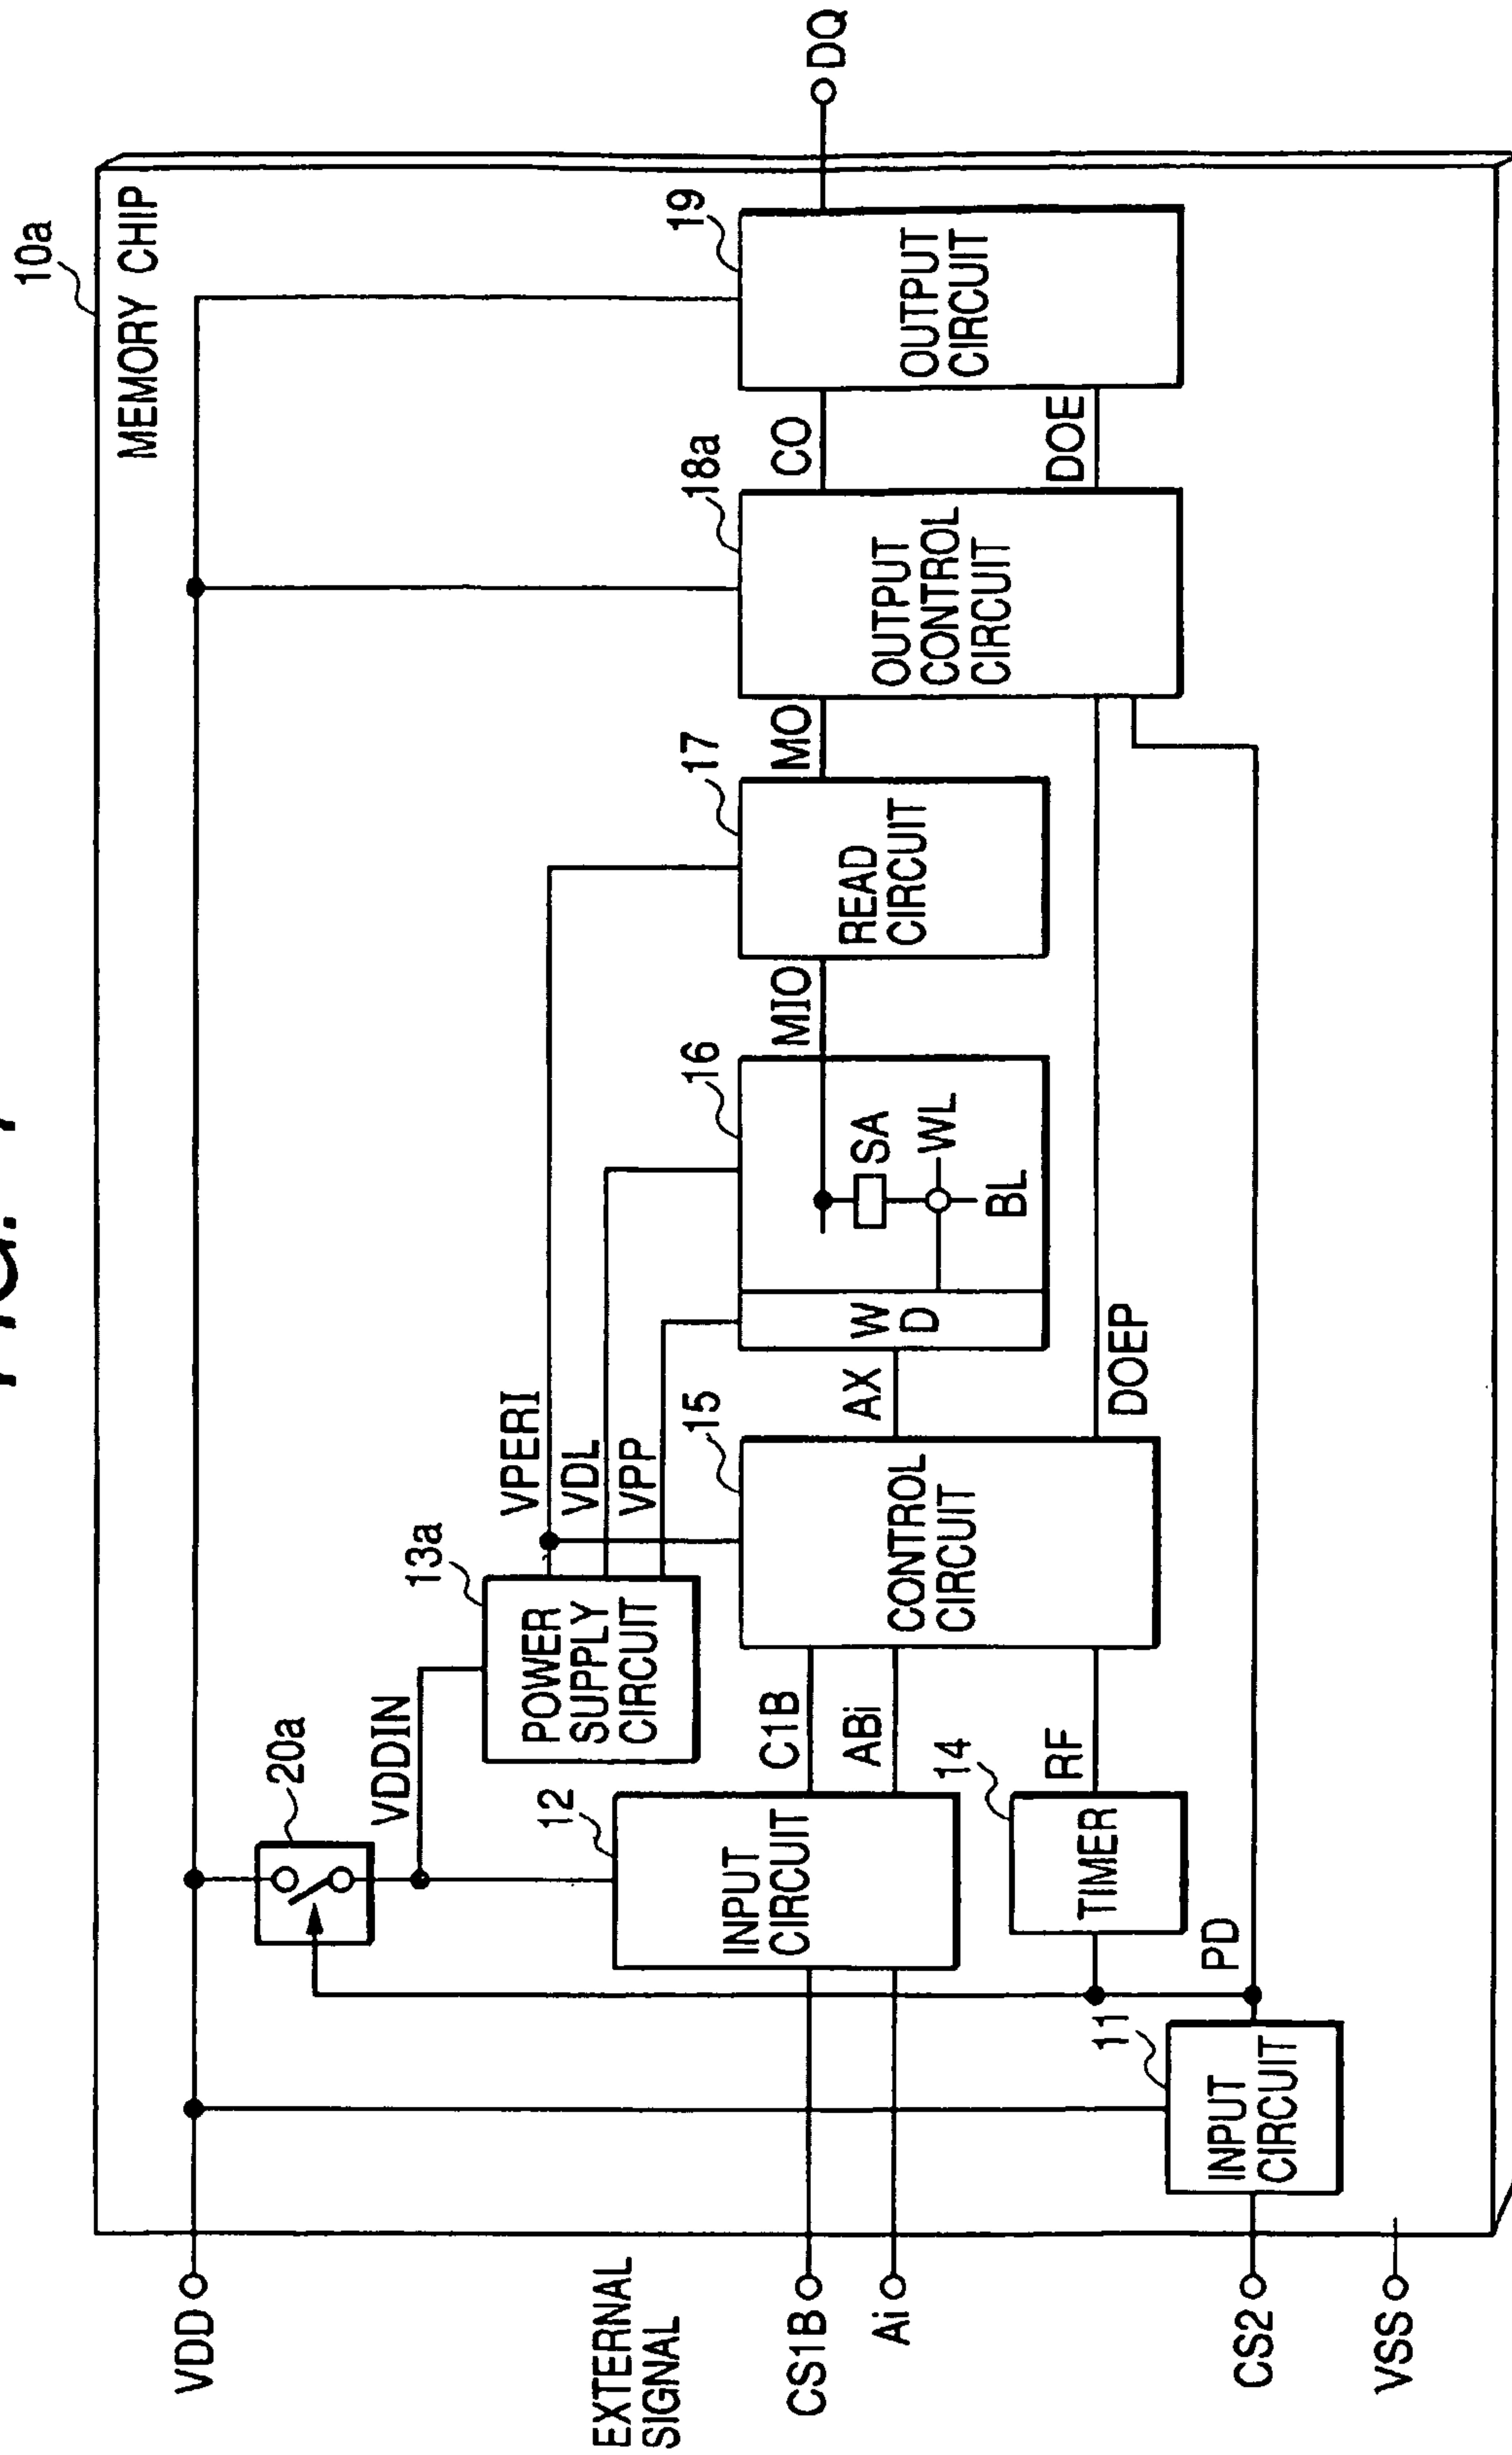 10a
MEMORY CHIP
VDD
20a
VDDIN
13a
POWER
SUPPLY
CIRCUIT
VPERI
VDL
VPP
EXTERNAL
SIGNAL
CS1B
Ai
12
INPUT
CIRCUIT
C1B
ABi
15
CONTROL
CIRCUIT
AX
16
W
D
SA
WL
BL
MIO
17
READ
CIRCUIT
MO
18a
OUTPUT
CONTROL
CIRCUIT
CO
DOE
19
OUTPUT
CIRCUIT
DQ
14
TIMER
RF
DOEP
CS2
11
INPUT
CIRCUIT
PD
VSS